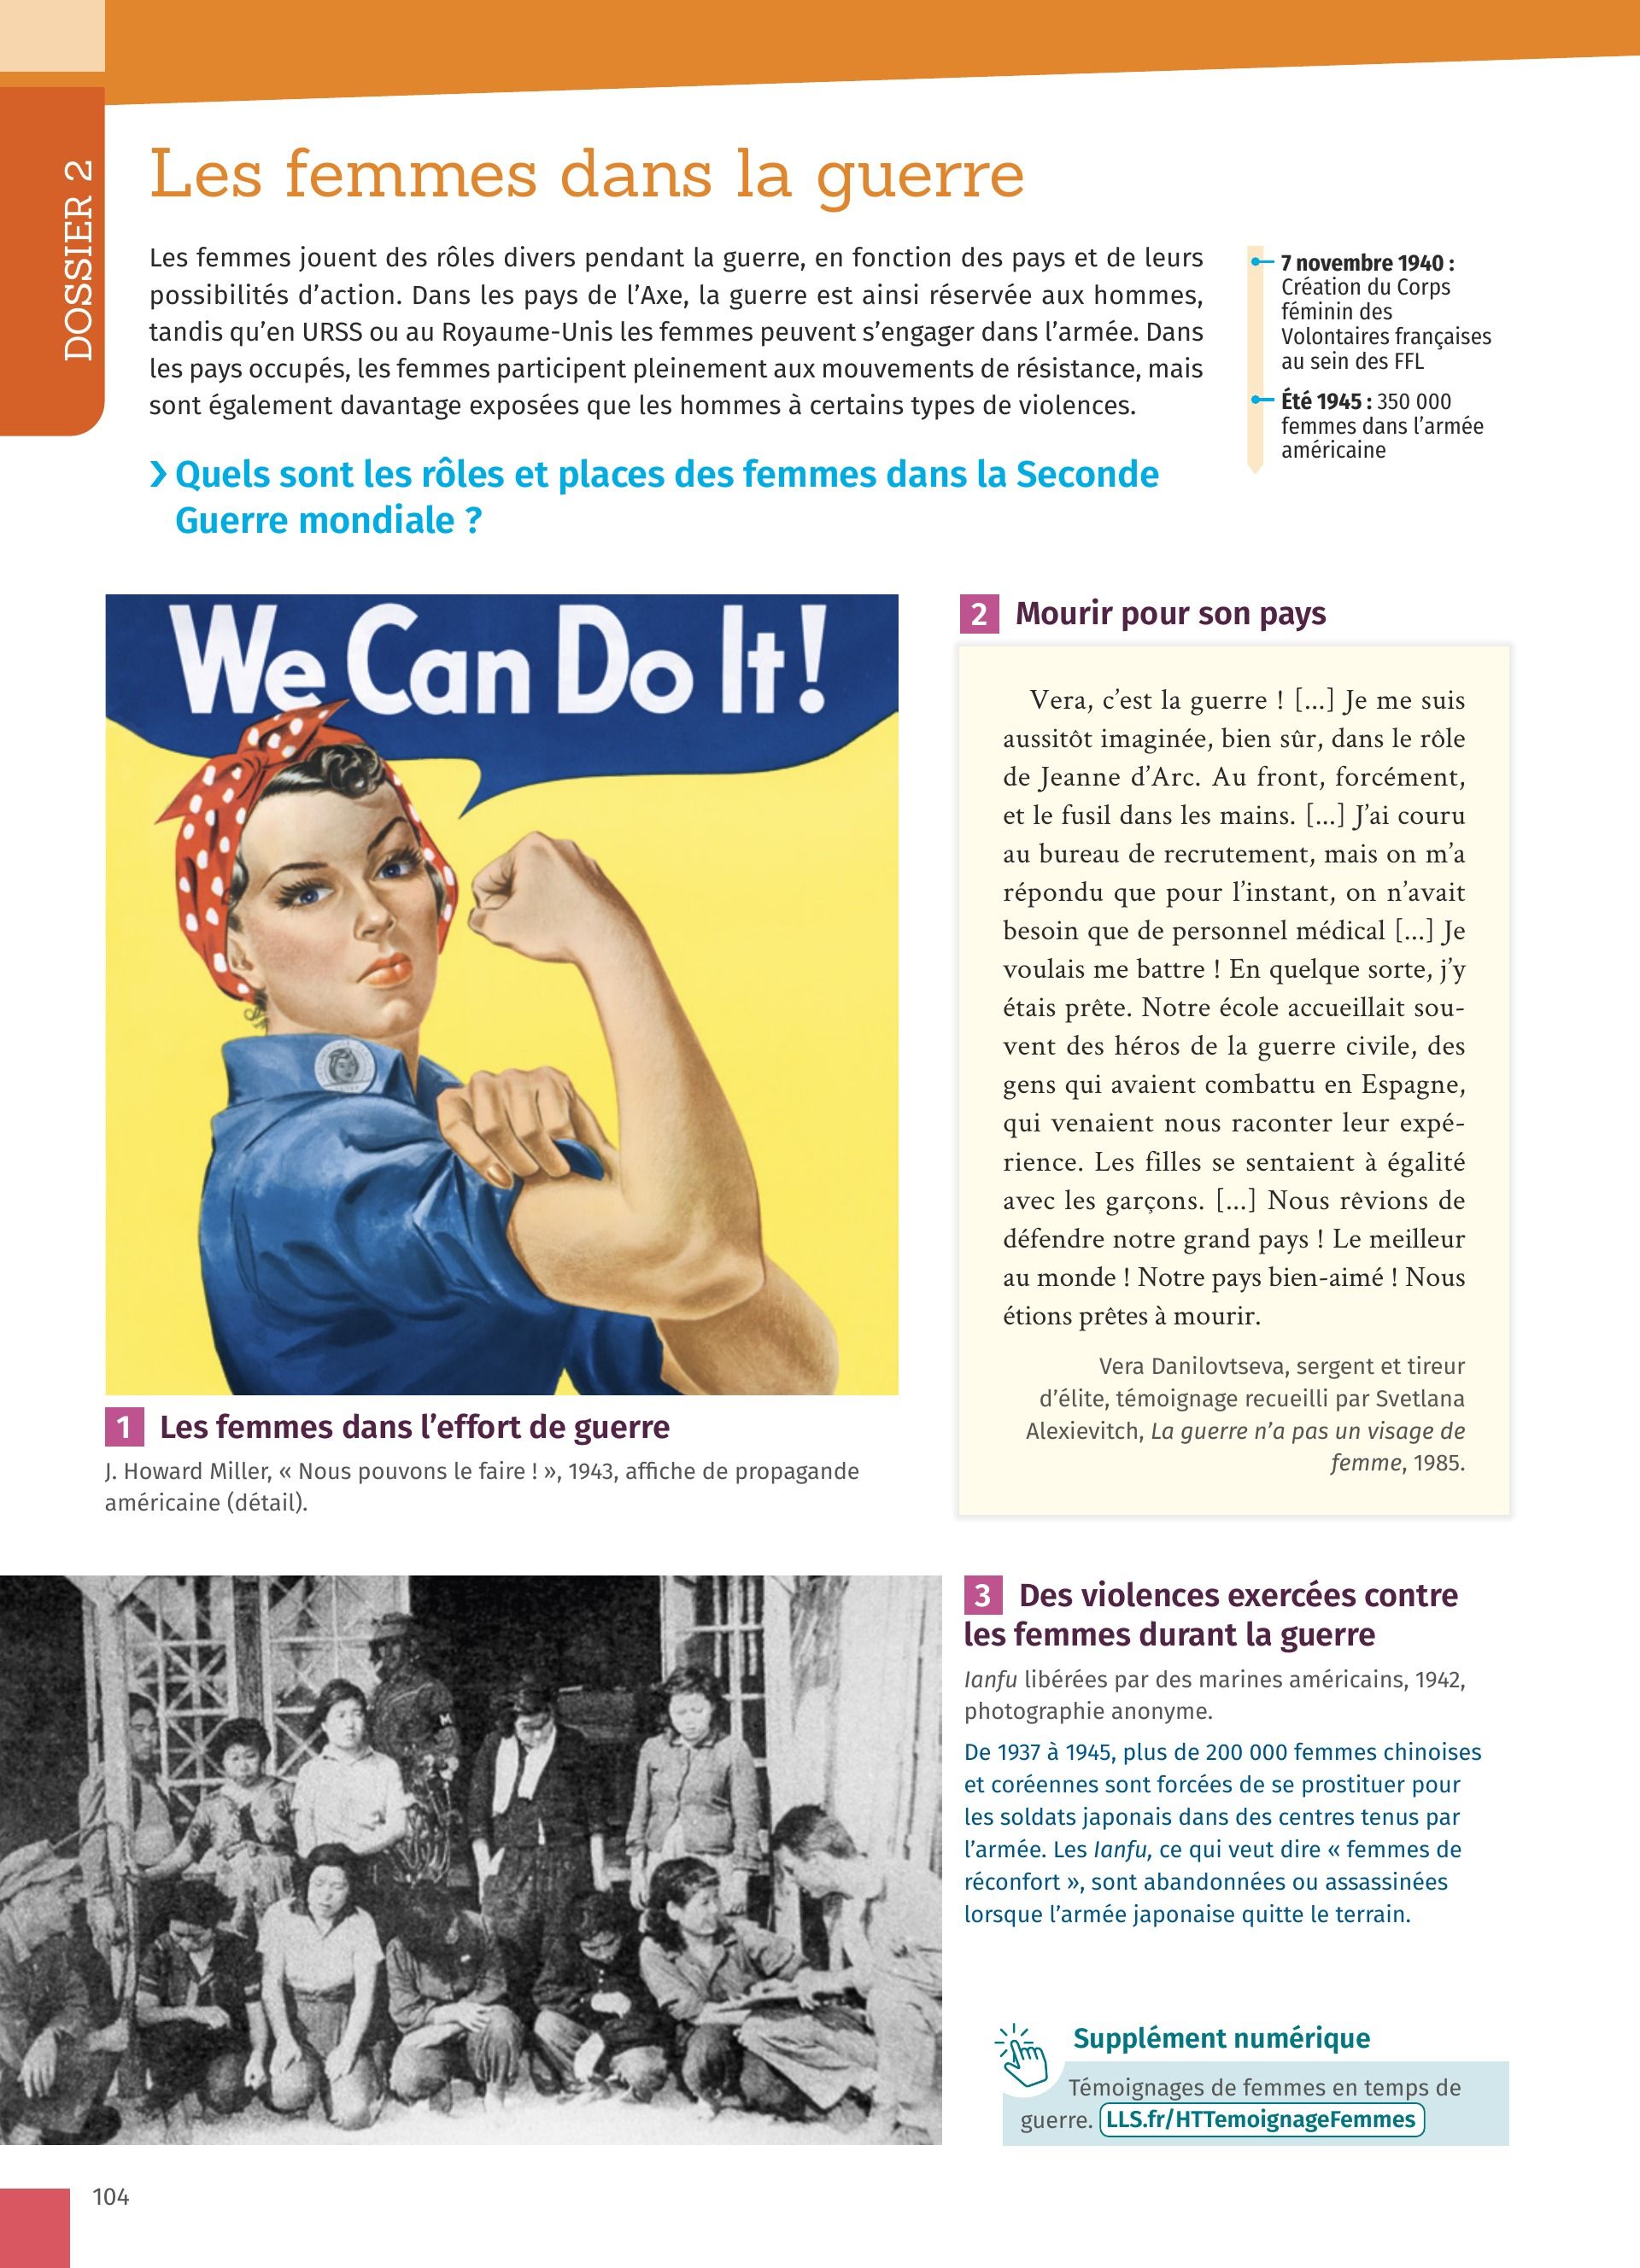 DOSSIER 2
Les femmes dans la guerre
Les femmes jouent des rôles divers pendant la guerre, en fonction des pays et de leurs
possibilités d’action. Dans les pays de l’Axe, la guerre est ainsi réservée aux hommes,
tandis qu’en URSS ou au Royaume-Unis les femmes peuvent s’engager dans l’armée. Dans
les pays occupés, les femmes participent pleinement aux mouvements de résistance, mais
sont également davantage exposées que les hommes à certains types de violences.
Quels sont les rôles et places des femmes dans la Seconde
Guerre mondiale ?
7 novembre 1940 :
Création du Corps
féminin des
Volontaires françaises
au sein des FFL
Été 1945 : 350 000
femmes dans l’armée
américaine
We Can Do It!
1 Les femmes dans l’effort de guerre
J. Howard Miller, « Nous pouvons le faire ! », 1943, affiche de propagande
américaine (détail).
2 Mourir pour son pays
Vera, c’est la guerre ! [...] Je me suis
aussitôt imaginée, bien sûr, dans le rôle
de Jeanne d’Arc. Au front, forcément,
et le fusil dans les mains. [...] J’ai couru
au bureau de recrutement, mais on m’a
répondu que pour l’instant, on n’avait
besoin que de personnel médical [...] Je
voulais me battre ! En quelque sorte, j’y
étais prête. Notre école accueillait sou-
vent des héros de la guerre civile, des
gens qui avaient combattu en Espagne,
qui venaient nous raconter leur expé-
rience. Les filles se sentaient à égalité
avec les garçons. [...] Nous rêvions de
défendre notre grand pays ! Le meilleur
au monde ! Notre pays bien-aimé ! Nous
étions prêtes à mourir.
Vera Danilovtseva, sergent et tireur
d’élite, témoignage recueilli par Svetlana
Alexievitch, La guerre n’a pas un visage de
femme, 1985.
3 Des violences exercées contre
les femmes durant la guerre
Ianfu libérées par des marines américains, 1942,
photographie anonyme.
De 1937 à 1945, plus de 200 000 femmes chinoises
et coréennes sont forcées de se prostituer pour
les soldats japonais dans des centres tenus par
l’armée. Les Ianfu, ce qui veut dire « femmes de
réconfort », sont abandonnées ou assassinées
lorsque l’armée japonaise quitte le terrain.
Supplément numérique
Témoignages de femmes en temps de
guerre. LLS.fr/HTTemoignageFemmes
104